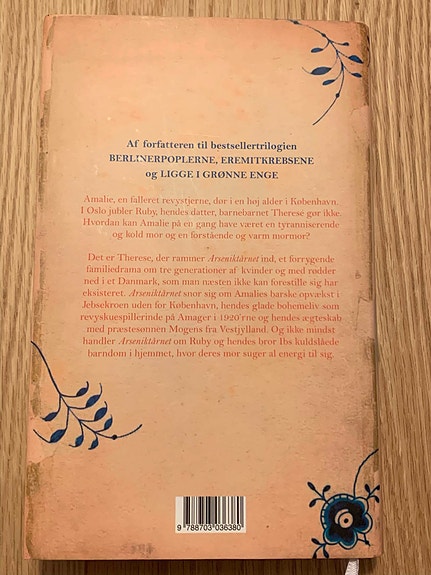 Af forfatteren til bestsellertrilogien
BERLINERPOPLERNE, EREMITKREBSENE
og LIGGE I GRØNNE ENGE
Amalie, en falleret revystjerne, dør i en høj alder i København.
I Oslo jubler Ruby, hendes datter, barnebarnet Therese gør ikke.
Hvordan kan Amalie på en gang have været en tyranniserende
og kold mor og en forstående og varm mormor?
Det er Therese, der rammer Arseniktårnet ind, et forrygende
familiedrama om tre generationer af kvinder og med rødder
ned i et Danmark, som man næsten ikke kan forestille sig har
eksisteret. Arseniktårnet snor sig om Amalies barske opvækst i
Jebsekroen uden for København, hendes glade bohemeliv som
revyskuespillerinde på Amager i 1920'rne og hendes ægteskab
med præstesønnen Mogens fra Vestjylland. Og ikke mindst
handler Arseniktårnet om Ruby og hendes bror Ibs kuldslåede
barndom i hjemmet, hvor deres mor suger al energi til sig.
9 788703 036380